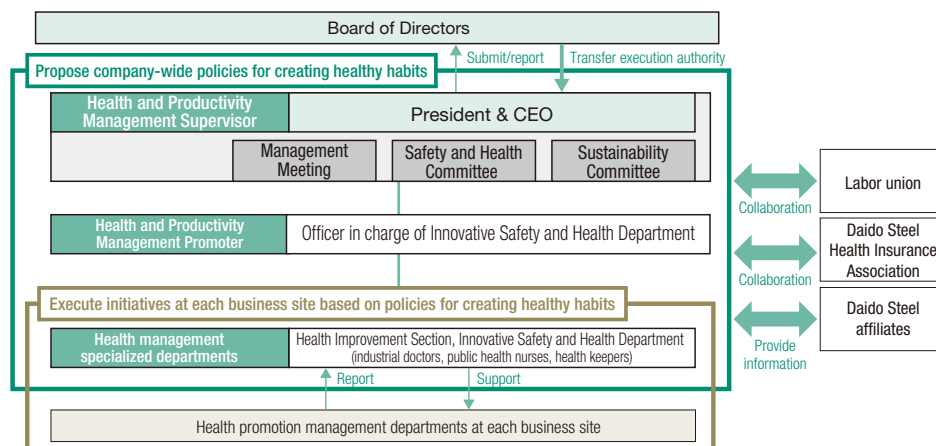 Board of Directors
Submit/report
Transfer execution authority
Propose company-wide policies for creating healthy habits
Health and Productivity
Management Supervisor
President & CEO
Management
Meeting
Safety and Health
Committee
Sustainability
Committee
Collaboration
Labor union
Health and Productivity
Management Promoter
Officer in charge of Innovative Safety and Health Department
Collaboration
Daido Steel
Health Insurance
Association
Execute initiatives at each business site based on policies for creating healthy habits
Health management
specialized departments
Health Improvement Section, Innovative Safety and Health Department
(industrial doctors, public health nurses, health keepers)
Provide
information
Daido Steel
affiliates
Report
Support
Health promotion management departments at each business site